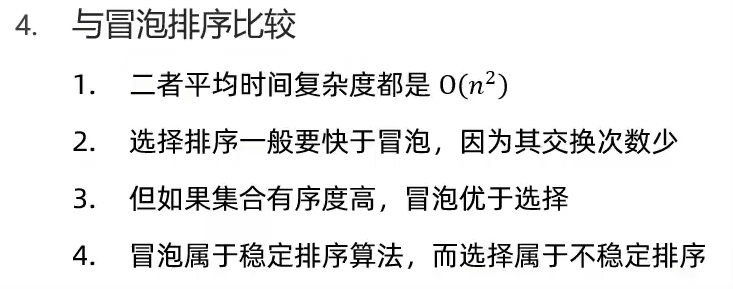 4. 与冒泡排序比较
1. 二者平均时间复杂度都是 O(n²)
2. 选择排序一般要快于冒泡，因为其交换次数少
3. 但如果集合有序度高，冒泡优于选择
4. 冒泡属于稳定排序算法，而选择属于不稳定排序